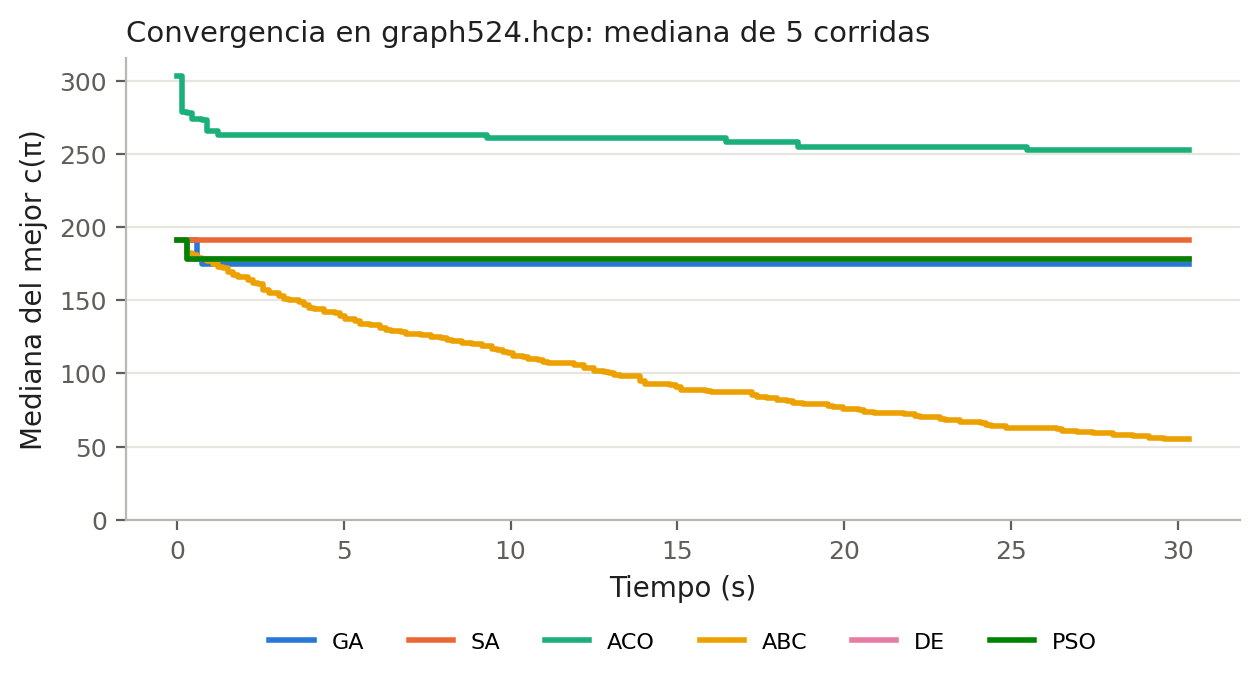 Convergencia en graph524.hcp: mediana de 5 corridas
Mediana del mejor c(π)
300
250
200
150
100
50
0
0 5 10 15 20 25 30
Tiempo (s)
GA SA ACO ABC DE PSO